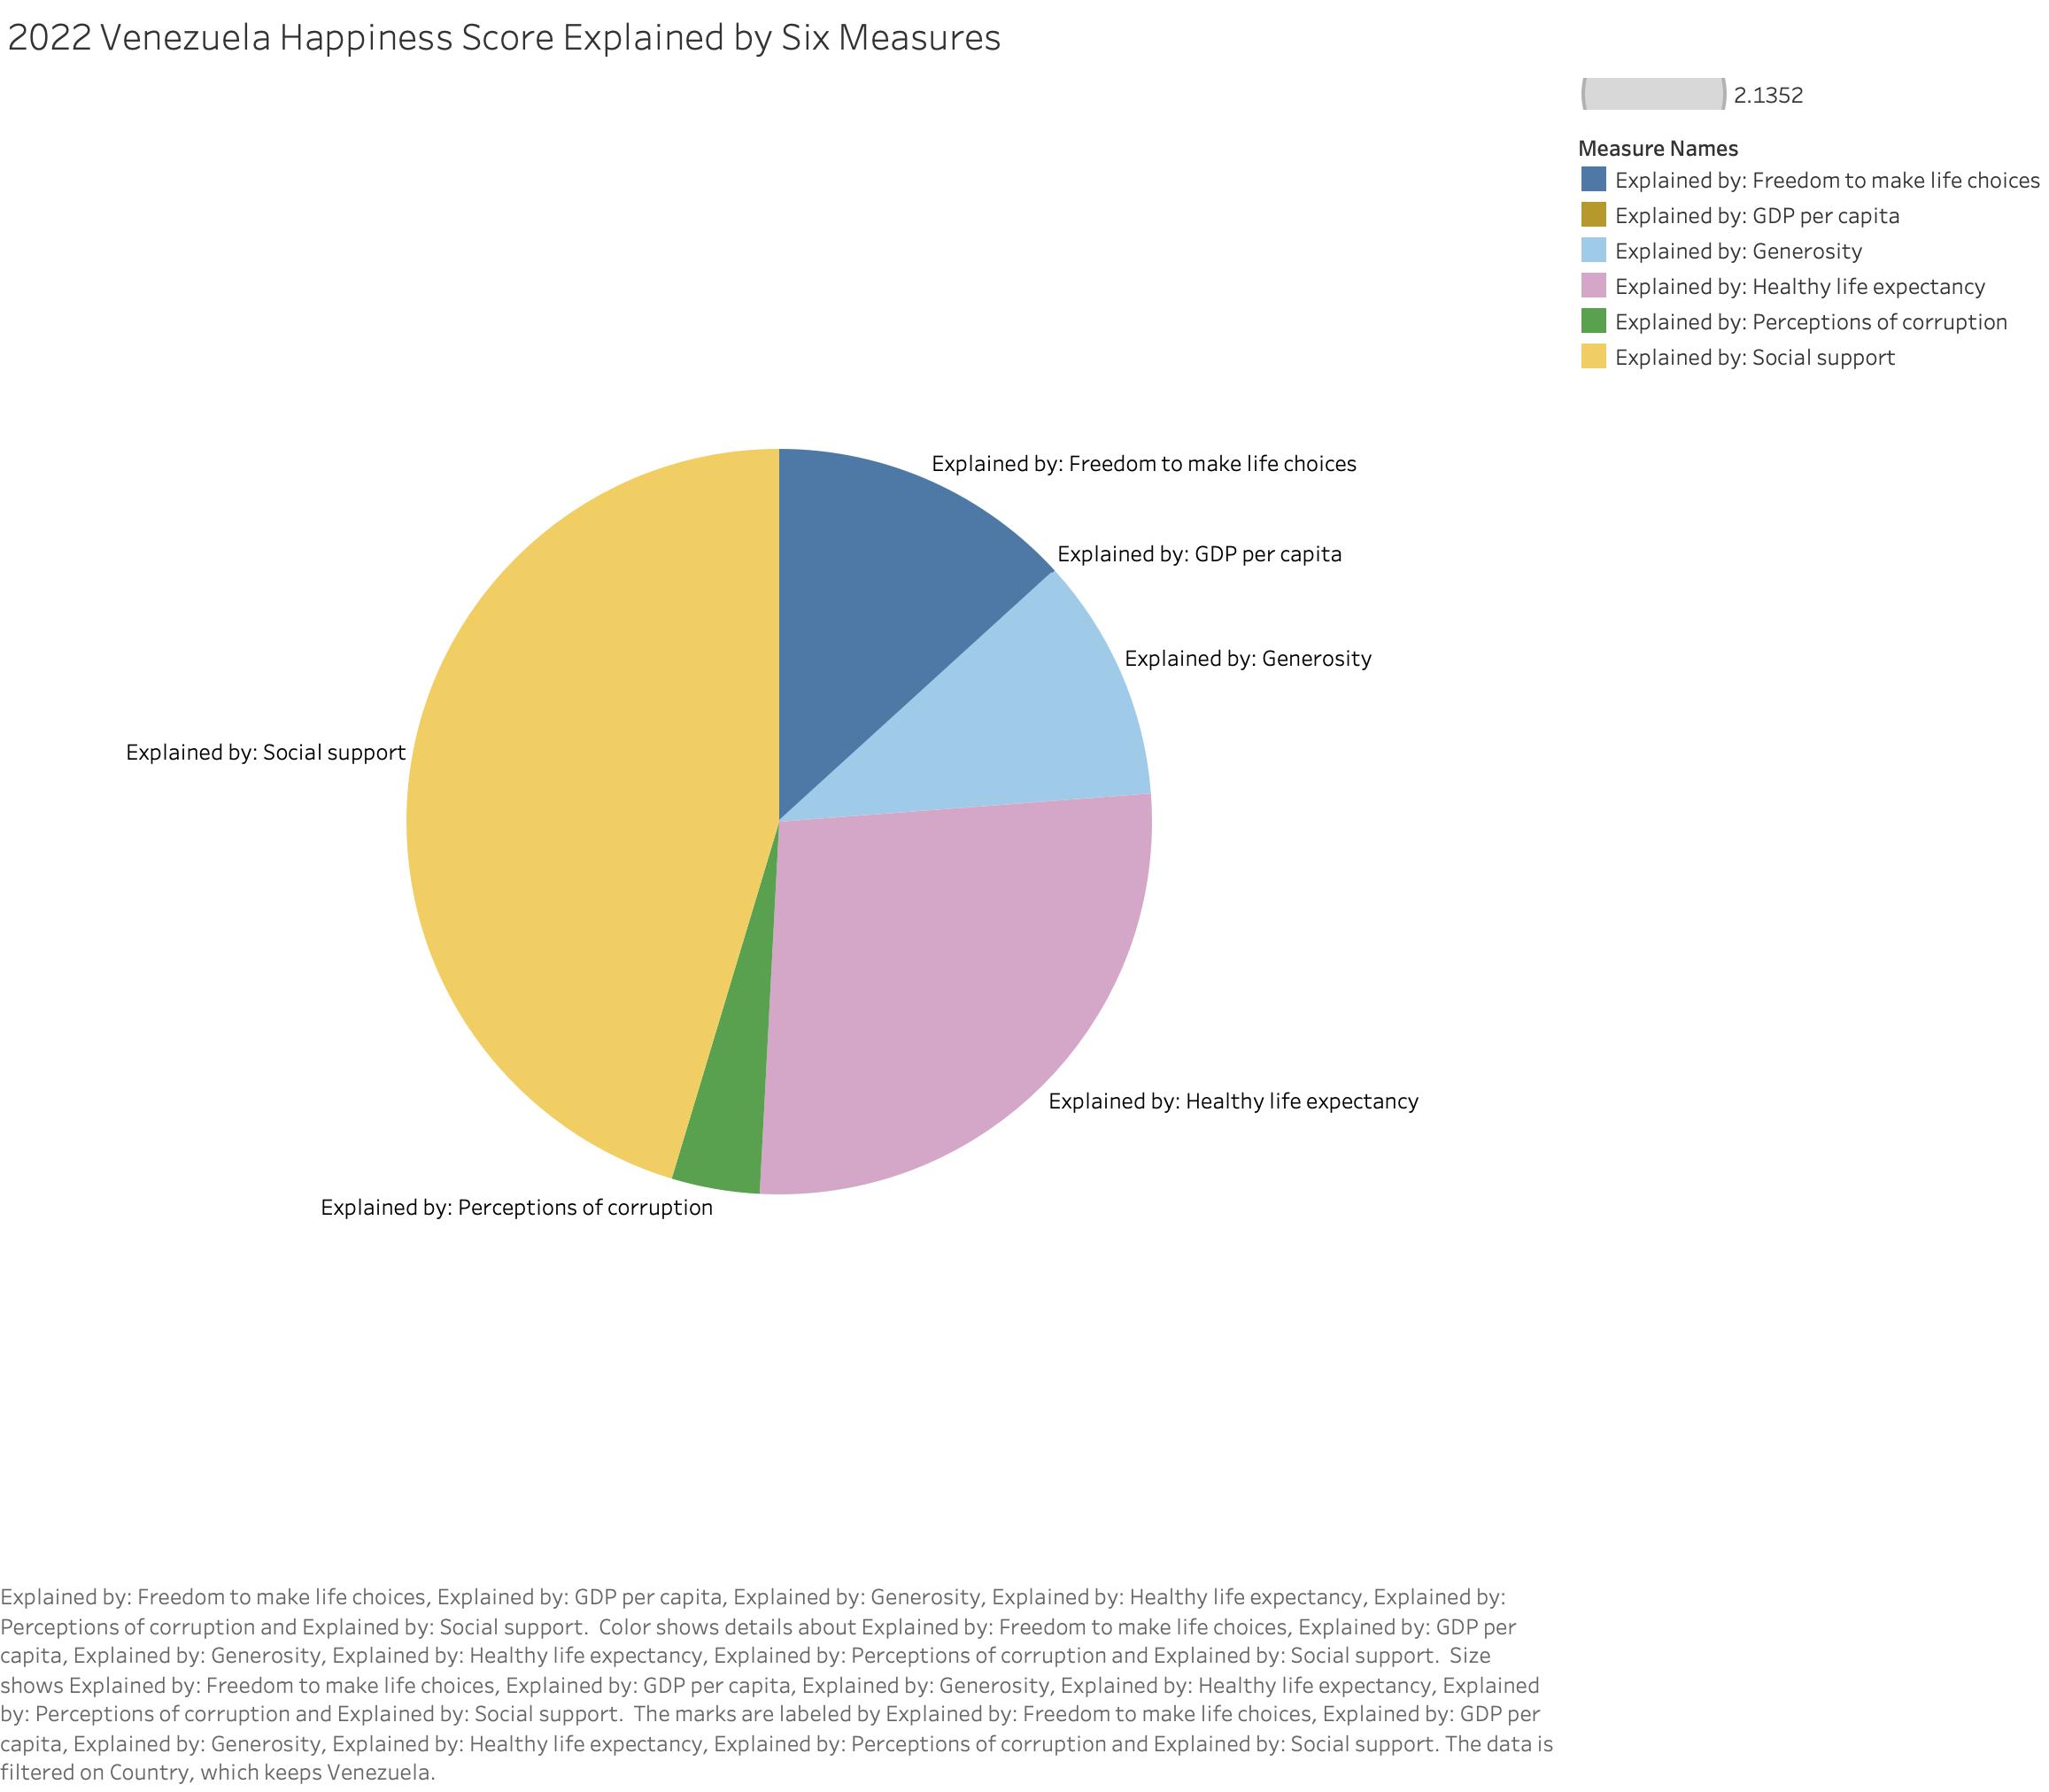 2022 Venezuela Happiness Score Explained by Six Measures
2.1352
Measure Names
Explained by: Freedom to make life choices
Explained by: GDP per capita
Explained by: Generosity
Explained by: Healthy life expectancy
Explained by: Perceptions of corruption
Explained by: Social support
Explained by: Freedom to make life choices
Explained by: GDP per capita
Explained by: Generosity
Explained by: Social support
Explained by: Healthy life expectancy
Explained by: Perceptions of corruption
Explained by: Freedom to make life choices, Explained by: GDP per capita, Explained by: Generosity, Explained by: Healthy life expectancy, Explained by:
Perceptions of corruption and Explained by: Social support.  Color shows details about Explained by: Freedom to make life choices, Explained by: GDP per
capita, Explained by: Generosity, Explained by: Healthy life expectancy, Explained by: Perceptions of corruption and Explained by: Social support.  Size
shows Explained by: Freedom to make life choices, Explained by: GDP per capita, Explained by: Generosity, Explained by: Healthy life expectancy, Explained
by: Perceptions of corruption and Explained by: Social support.  The marks are labeled by Explained by: Freedom to make life choices, Explained by: GDP per
capita, Explained by: Generosity, Explained by: Healthy life expectancy, Explained by: Perceptions of corruption and Explained by: Social support. The data is
filtered on Country, which keeps Venezuela.